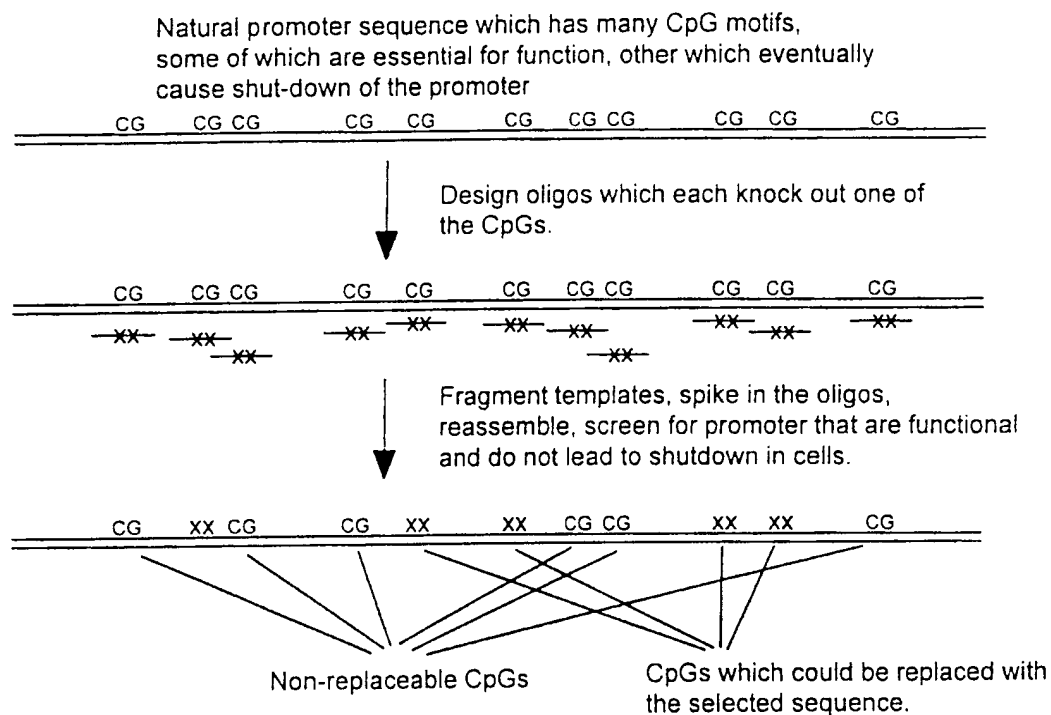 Natural promoter sequence which has many CpG motifs,
some of which are essential for function, other which eventually
cause shut-down of the promoter
CG CG CG CG CG CG CG CG CG CG CG
Design oligos which each knock out one of
the CpGs.
CG CG CG CG CG CG CG CG CG CG CG
XX XX XX XX XX XX XX XX XX XX XX
Fragment templates, spike in the oligos,
reassemble, screen for promoter that are functional
and do not lead to shutdown in cells.
CG XX CG CG XX XX CG CG XX XX CG
Non-replaceable CpGs
CpGs which could be replaced with
the selected sequence.